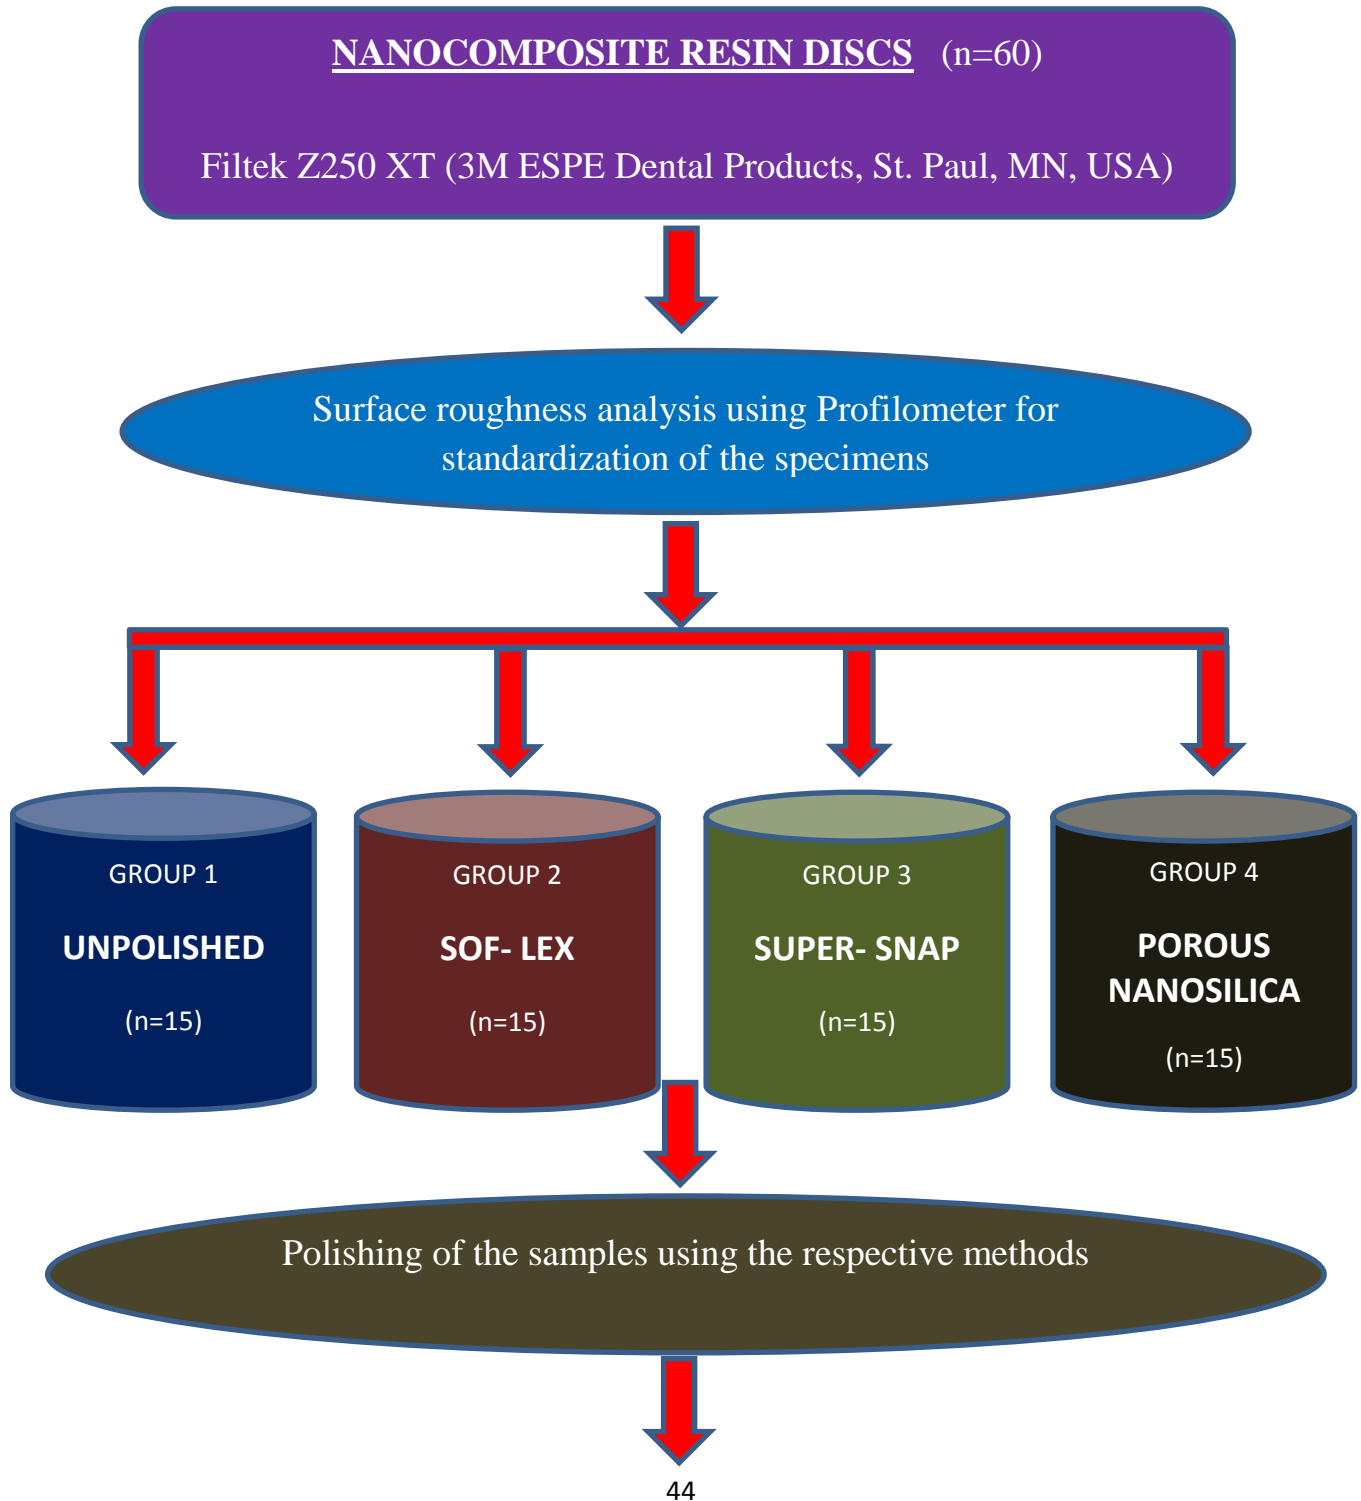 NANOCOMPOSITE RESIN DISCS (n=60)
Filtek Z250 XT (3M ESPE Dental Products, St. Paul, MN, USA)
Surface roughness analysis using Profilometer for
standardization of the specimens
GROUP 1
UNPOLISHED
(n=15)
GROUP 2
SOF- LEX
(n=15)
GROUP 3
SUPER- SNAP
(n=15)
GROUP 4
POROUS
NANOSILICA
(n=15)
Polishing of the samples using the respective methods
44